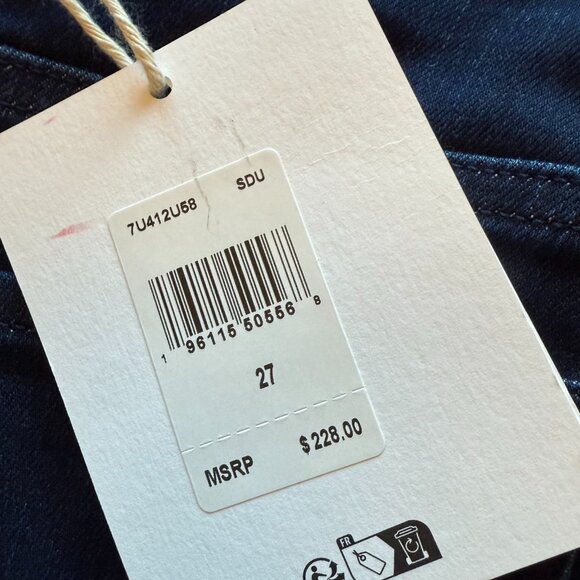 7U412U58 SDU
1 96115 50556 8
27
MSRP $228.00
FR